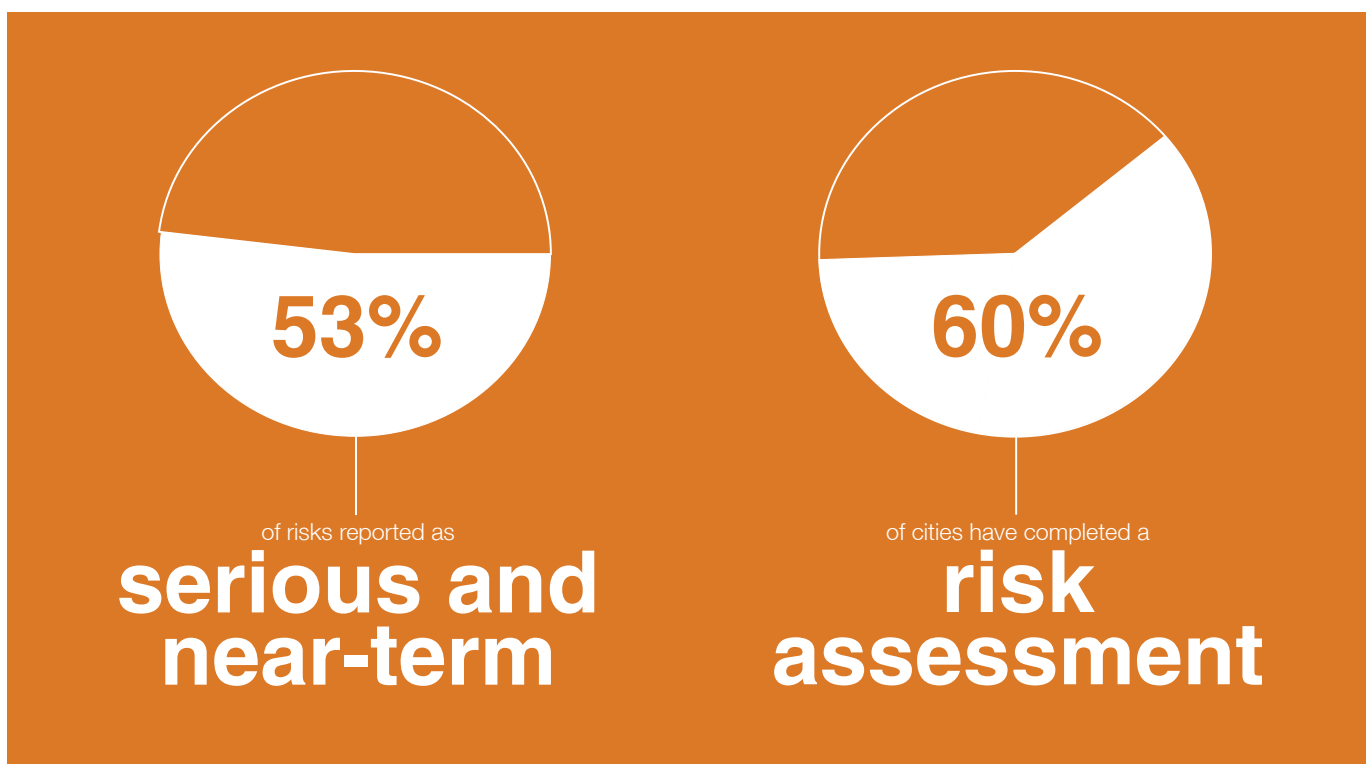 53%
of risks reported as
serious and
near-term
60%
of cities have completed a
risk
assessment